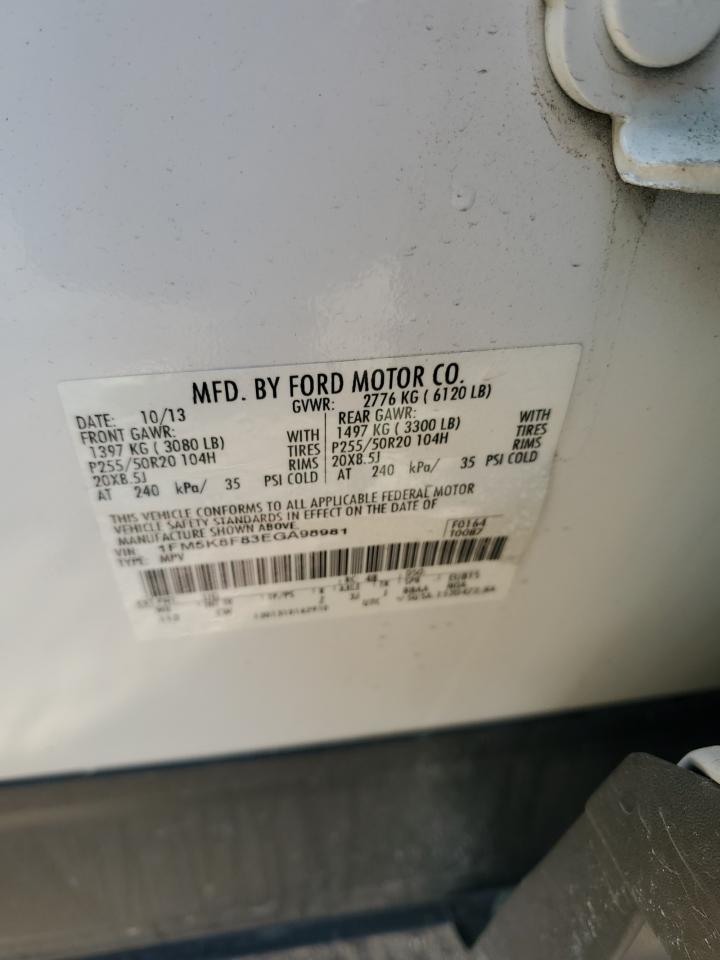 MFD. BY FORD MOTOR CO.
DATE: 10/13 GVWR: 2776 KG ( 6120 LB)
FRONT GAWR: REAR GAWR:
1397 KG ( 3080 LB) WITH 1497 KG ( 3300 LB) WITH
P255/50R20 104H TIRES P255/50R20 104H TIRES
20X8.5J RIMS 20X8.5J RIMS
AT 240 kPa/ 35 PSI COLD AT 240 kPa/ 35 PSI COLD
THIS VEHICLE CONFORMS TO ALL APPLICABLE FEDERAL MOTOR
VEHICLE SAFETY STANDARDS IN EFFECT ON THE DATE OF
MANUFACTURE SHOWN ABOVE. F0164
VIN: 1FM5K8F83EGA98981 T0087
TYPE: MPV